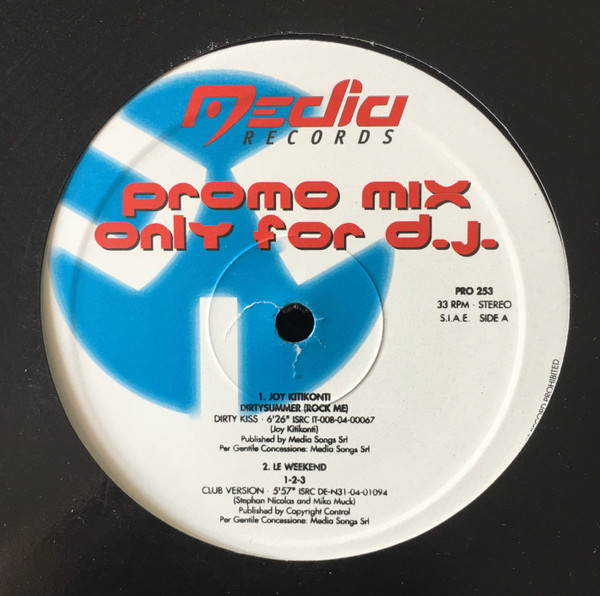 Media
RECORDS
promo mix
only for d.j.
PRO 253
33 RPM · STEREO
S.I.A.E. SIDE A
1. JOY KITIKONTI
DIRTYSUMMER (ROCK ME)
DIRTY KISS · 6'26" ISRC IT-008-04-00067
(Joy Kitikonti)
Published by Media Songs Srl
Per Gentile Concessione: Media Songs Srl
2. LE WEEKEND
1-2-3
CLUB VERSION · 5'57" ISRC DE-N31-04-01094
(Stephan Nicolas and Mika Muck)
Published by Copyright Control
Per Gentile Concessione: Media Songs Srl
RECORD PROHIBITED